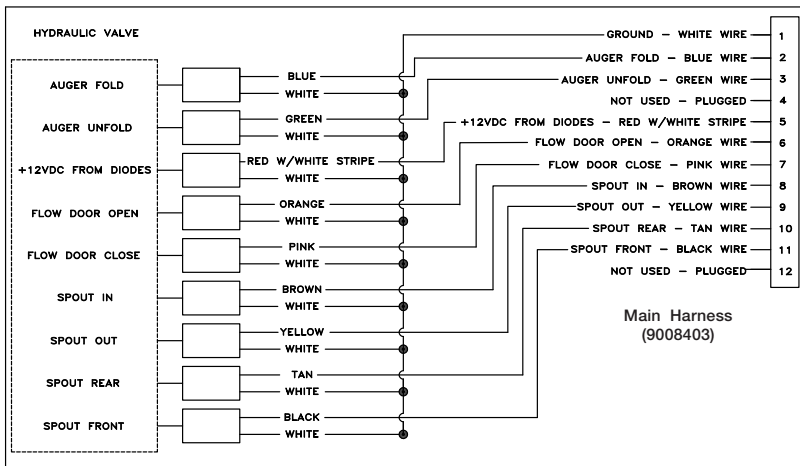 HYDRAULIC VALVE
AUGER FOLD
AUGER UNFOLD
+12VDC FROM DIODES
FLOW DOOR OPEN
FLOW DOOR CLOSE
SPOUT IN
SPOUT OUT
SPOUT REAR
SPOUT FRONT
BLUE
WHITE
GREEN
WHITE
RED W/WHITE STRIPE
WHITE
ORANGE
WHITE
PINK
WHITE
BROWN
WHITE
YELLOW
WHITE
TAN
WHITE
BLACK
WHITE
GROUND - WHITE WIRE 1
AUGER FOLD - BLUE WIRE 2
AUGER UNFOLD - GREEN WIRE 3
NOT USED - PLUGGED 4
+12VDC FROM DIODES - RED W/WHITE STRIPE 5
FLOW DOOR OPEN - ORANGE WIRE 6
FLOW DOOR CLOSE - PINK WIRE 7
SPOUT IN - BROWN WIRE 8
SPOUT OUT - YELLOW WIRE 9
SPOUT REAR - TAN WIRE 10
SPOUT FRONT - BLACK WIRE 11
NOT USED - PLUGGED 12
Main Harness
(9008403)